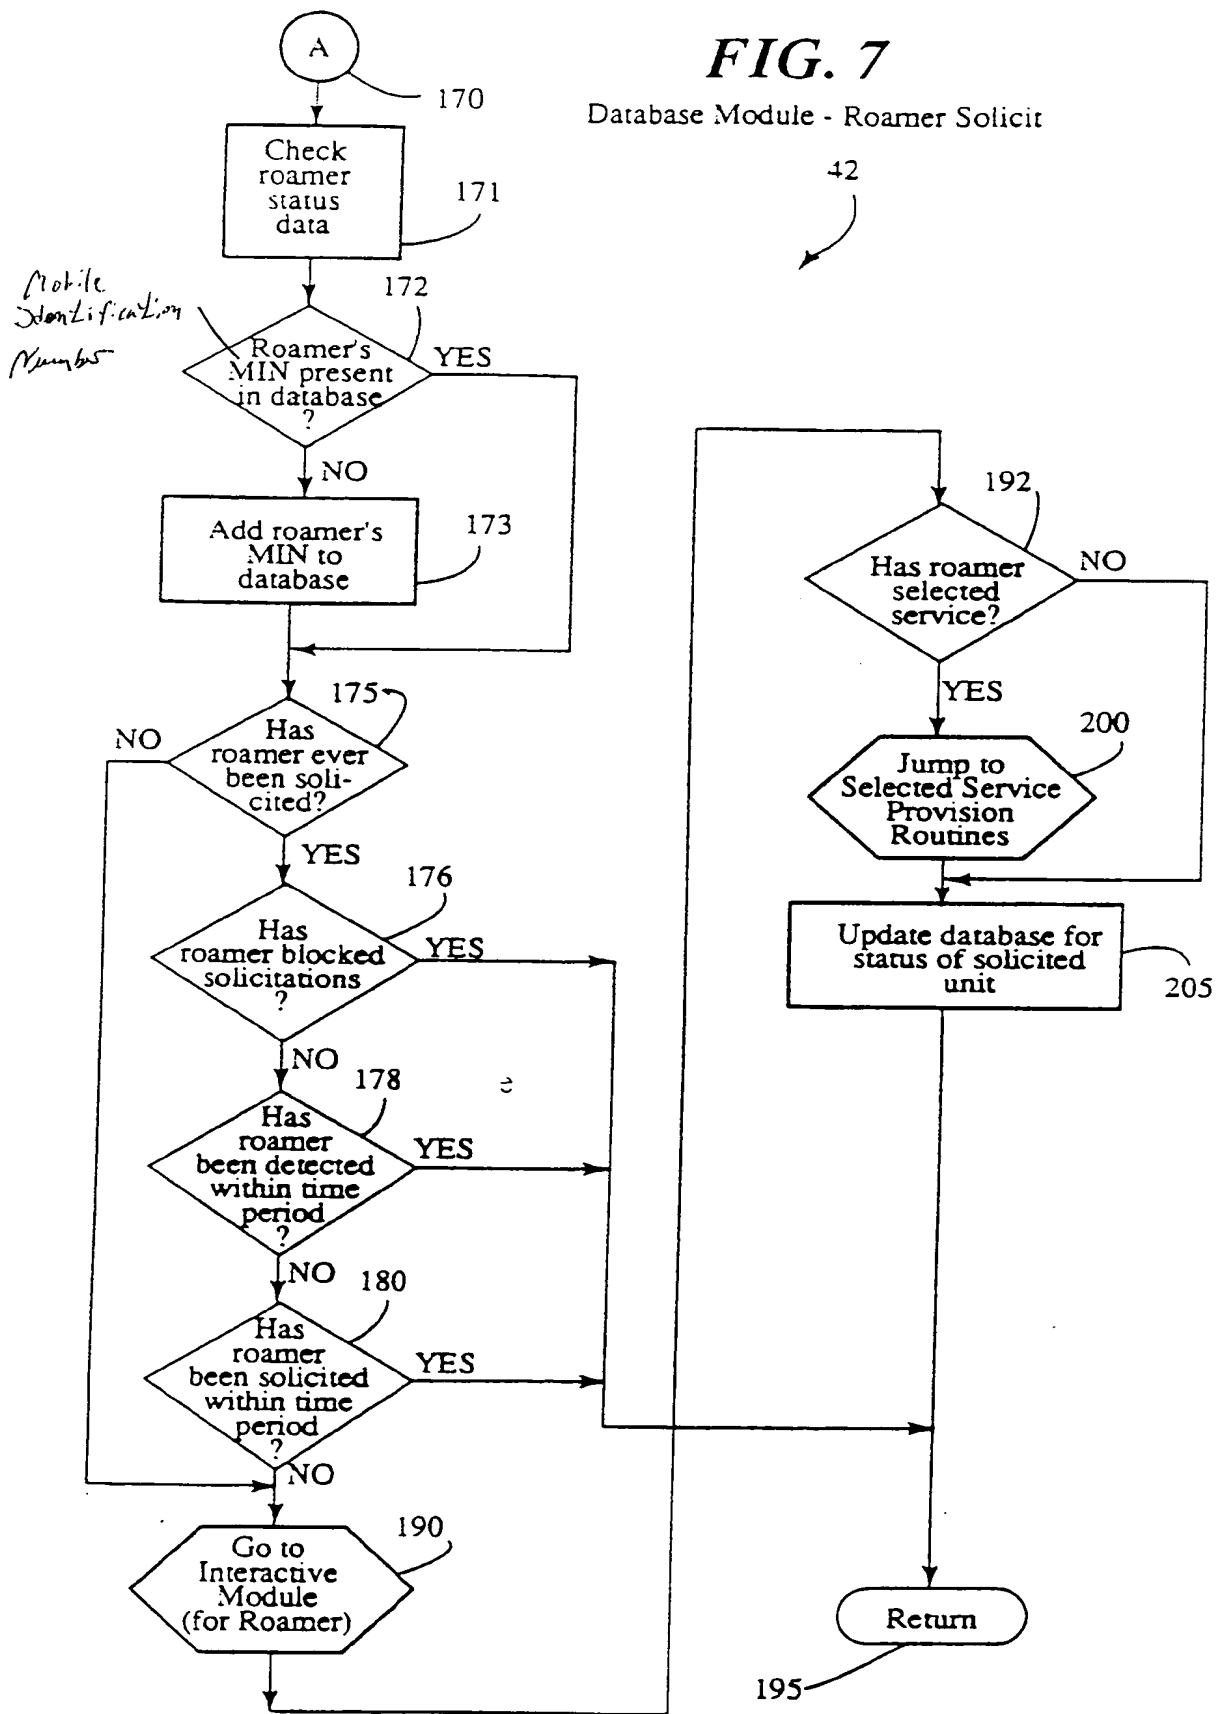 A
170
FIG. 7
Database Module - Roamer Solicit
42
Check
roamer
status
data
171
Mobile
Identification
Number
172
Roamer's
MIN present
in database
?
YES
NO
Add roamer's
MIN to
database
173
175
Has
roamer ever
been soli-
cited?
NO
YES
176
Has
roamer blocked
solicitations
?
YES
NO
178
Has
roamer
been detected
within time
period
?
YES
NO
180
Has
roamer
been solicited
within time
period
?
YES
NO
190
Go to
Interactive
Module
(for Roamer)
192
Has roamer
selected
service?
NO
YES
200
Jump to
Selected Service
Provision
Routines
Update database for
status of solicited
unit
205
Return
195